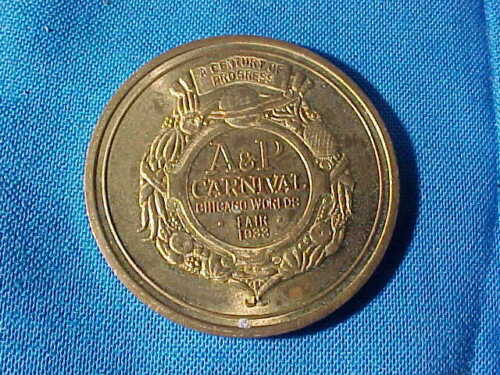 A CENTURY OF
PROGRESS
A & P
CARNIVAL
CHICAGO WORLDS
· FAIR ·
1933